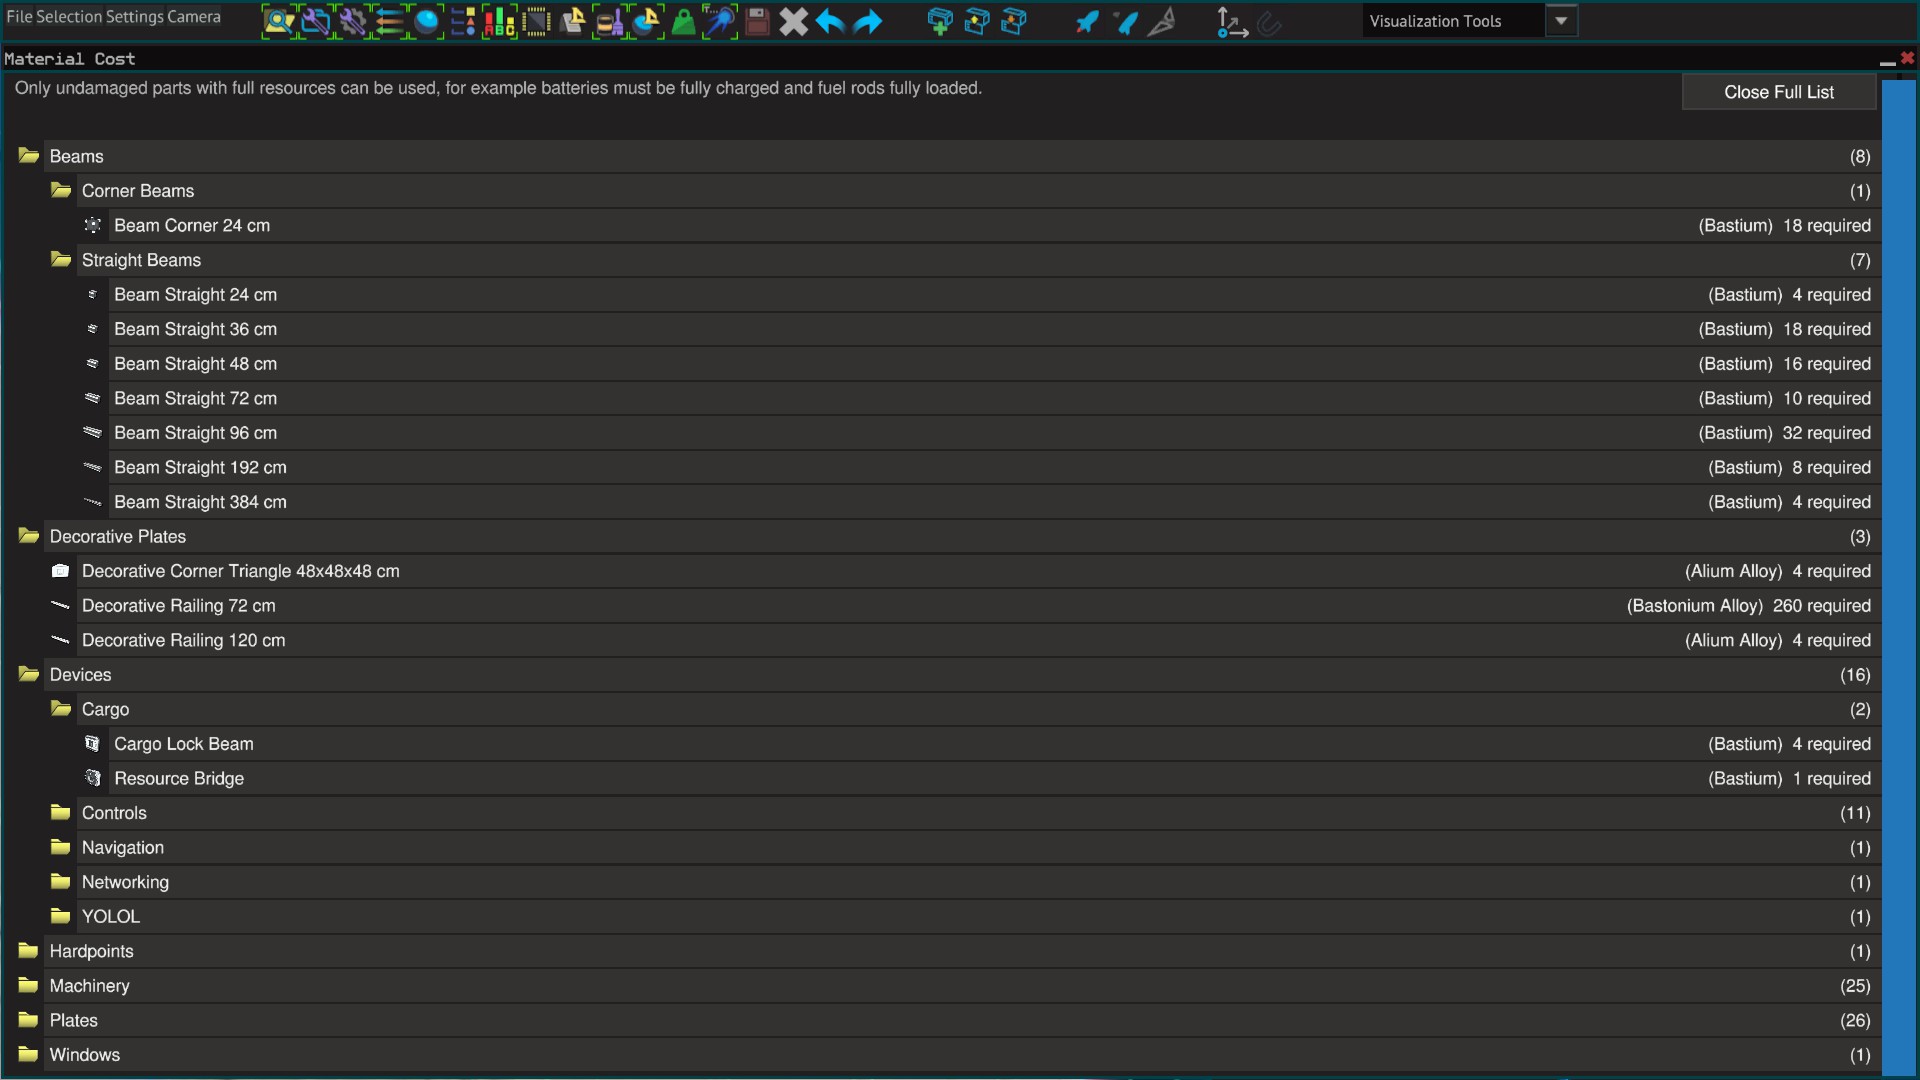 File Selection Settings Camera
Visualization Tools
Material Cost
Only undamaged parts with full resources can be used, for example batteries must be fully charged and fuel rods fully loaded.
Close Full List
Beams (8)
Corner Beams (1)
Beam Corner 24 cm (Bastium) 18 required
Straight Beams (7)
Beam Straight 24 cm (Bastium) 4 required
Beam Straight 36 cm (Bastium) 18 required
Beam Straight 48 cm (Bastium) 16 required
Beam Straight 72 cm (Bastium) 10 required
Beam Straight 96 cm (Bastium) 32 required
Beam Straight 192 cm (Bastium) 8 required
Beam Straight 384 cm (Bastium) 4 required
Decorative Plates (3)
Decorative Corner Triangle 48x48x48 cm (Alium Alloy) 4 required
Decorative Railing 72 cm (Bastonium Alloy) 260 required
Decorative Railing 120 cm (Alium Alloy) 4 required
Devices (16)
Cargo (2)
Cargo Lock Beam (Bastium) 4 required
Resource Bridge (Bastium) 1 required
Controls (11)
Navigation (1)
Networking (1)
YOLOL (1)
Hardpoints (1)
Machinery (25)
Plates (26)
Windows (1)